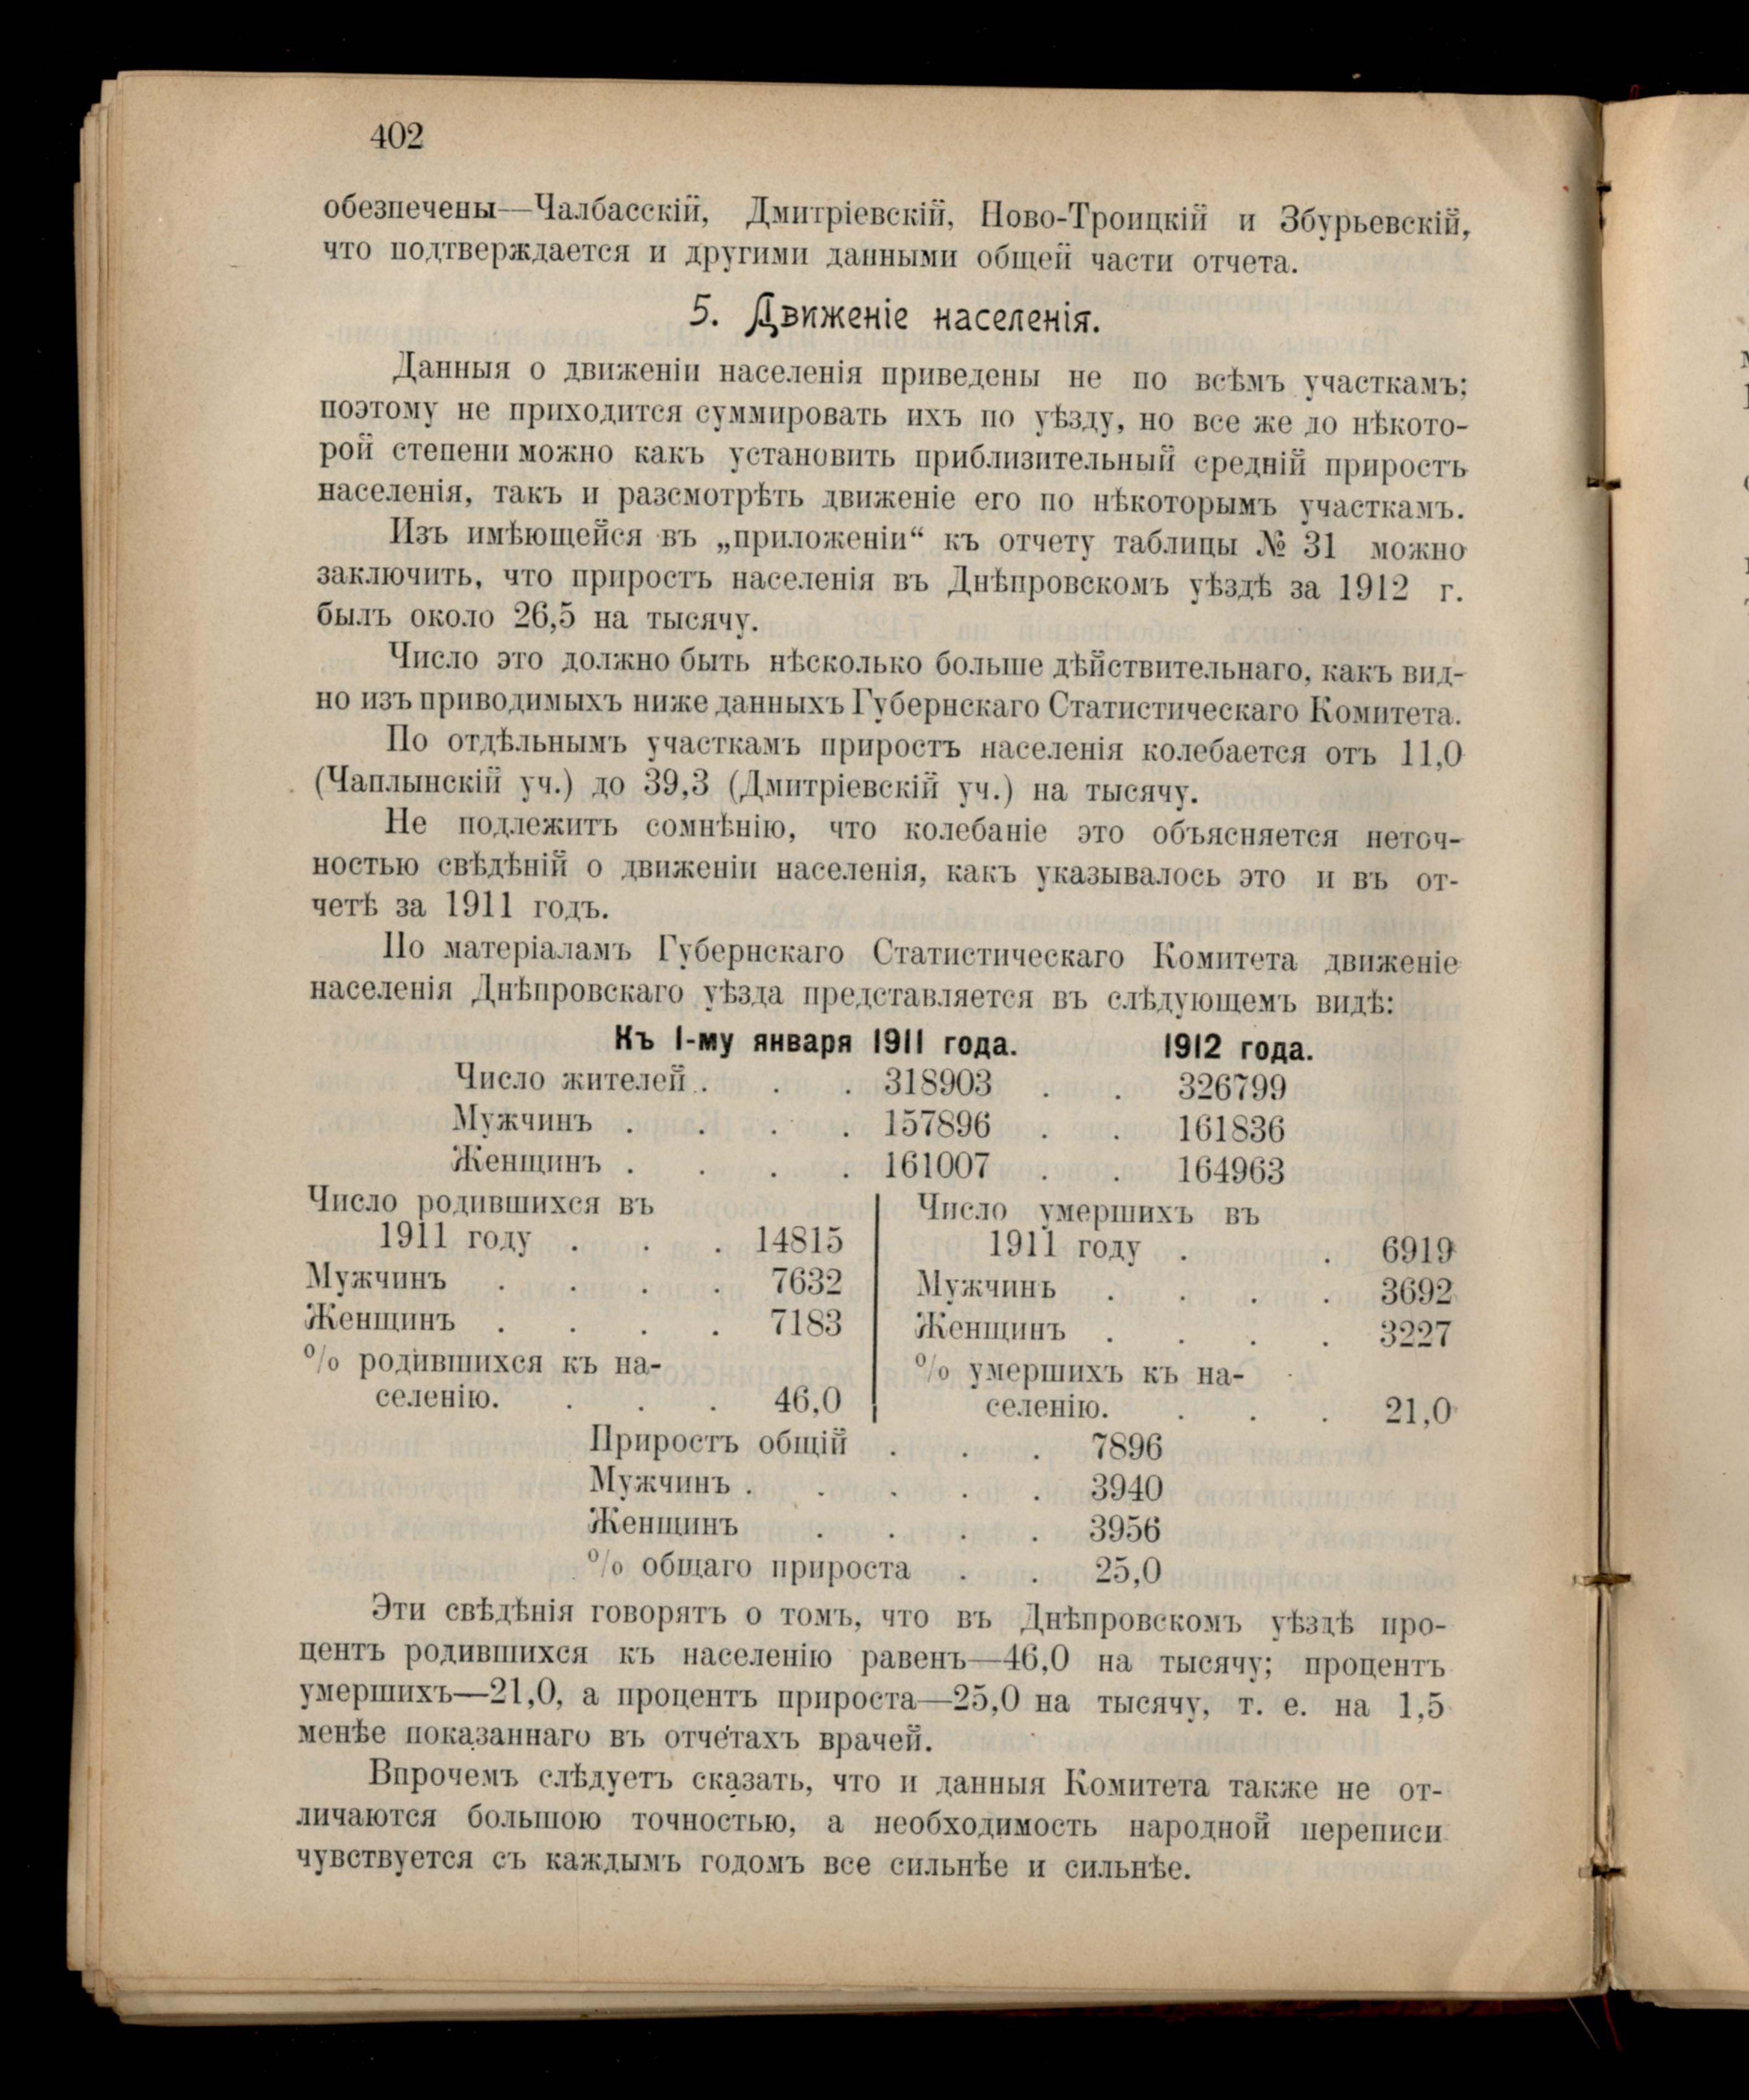 402
обезпечены—Чалбасскій, Дмитріевскій, Ново-Троицкій и Збурьевскій,
что подтверждается и другими данными общей части отчета.
5. Движеніе населенія.
Данныя о движеніи населенія приведены не по всѣмъ участкамъ;
поэтому не приходится суммировать ихъ по уѣзду, но все же до нѣкото-
рой степени можно какъ установить приблизительный средній приростъ
населенія, такъ и разсмотрѣть движеніе его по нѣкоторымъ участкамъ.
Изъ имѣющейся въ „приложеніи“ къ отчету таблицы № 31 можно
заключить, что приростъ населенія въ Днѣпровскомъ уѣздѣ за 1912 г.
былъ около 26,5 на тысячу.
Число это должно быть нѣсколько больше дѣйствительнаго, какъ вид-
но изъ приводимыхъ ниже данныхъ Губернскаго Статистическаго Комитета.
По отдѣльнымъ участкамъ приростъ населенія колебается отъ 11,0
(Чаплынскій уч.) до 39,3 (Дмитріевскій уч.) на тысячу.
Не подлежитъ сомнѣнію, что колебаніе это объясняется неточ-
ностью свѣдѣній о движеніи населенія, какъ указывалось это и въ от-
четѣ за 1911 годъ.
По матеріаламъ Губернскаго Статистическаго Комитета движеніе
населенія Днѣпровскаго уѣзда представляется въ слѣдующемъ видѣ:
Къ 1-му января 1911 года. 1912 года.
Число жителей . . . 318903 . . 326799
Мужчинъ . . . . 157896 . . 161836
Женщинъ . . . . 161007 . . 164963
Число родившихся въ
1911 году . . . 14815
Мужчинъ . . . . 7632
Женщинъ . . . . 7183
% родившихся къ на-
селенію. . . . 46,0
Число умершихъ въ
1911 году . . 6919
Мужчинъ . . . . 3692
Женщинъ . . . . 3227
% умершихъ къ на-
селенію. . . . 21,0
Приростъ общій . . . 7896
Мужчинъ . . . . . 3940
Женщинъ . . . . 3956
% общаго прироста . . 25,0
Эти свѣдѣнія говорятъ о томъ, что въ Днѣпровскомъ уѣздѣ про-
центъ родившихся къ населенію равенъ—46,0 на тысячу; процентъ
умершихъ—21,0, а процентъ прироста—25,0 на тысячу, т. е. на 1,5
менѣе показаннаго въ отчетахъ врачей.
Впрочемъ слѣдуетъ сказать, что и данныя Комитета также не от-
личаются большою точностью, а необходимость народной переписи
чувствуется съ каждымъ годомъ все сильнѣе и сильнѣе.